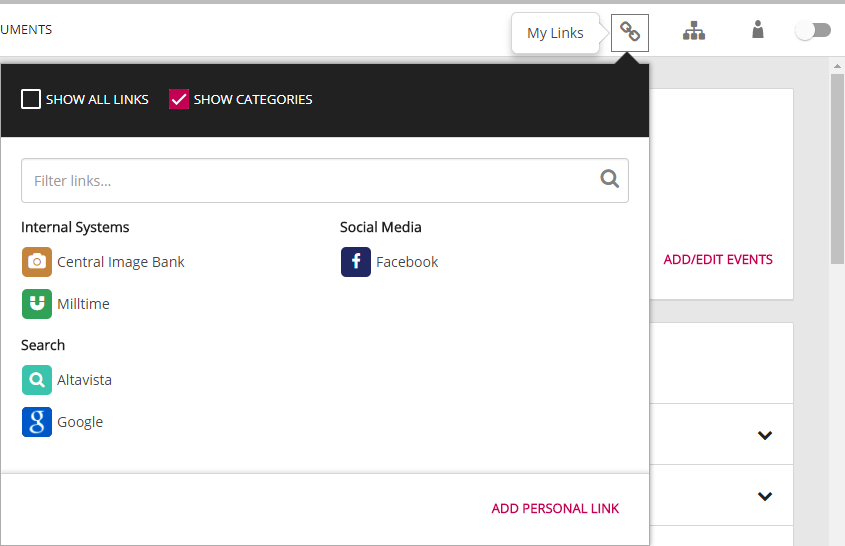 UMENTS
My Links
SHOW ALL LINKS
SHOW CATEGORIES
Filter links...
Internal Systems
Central Image Bank
Milltime
Search
Altavista
Google
Social Media
Facebook
ADD PERSONAL LINK
ADD/EDIT EVENTS